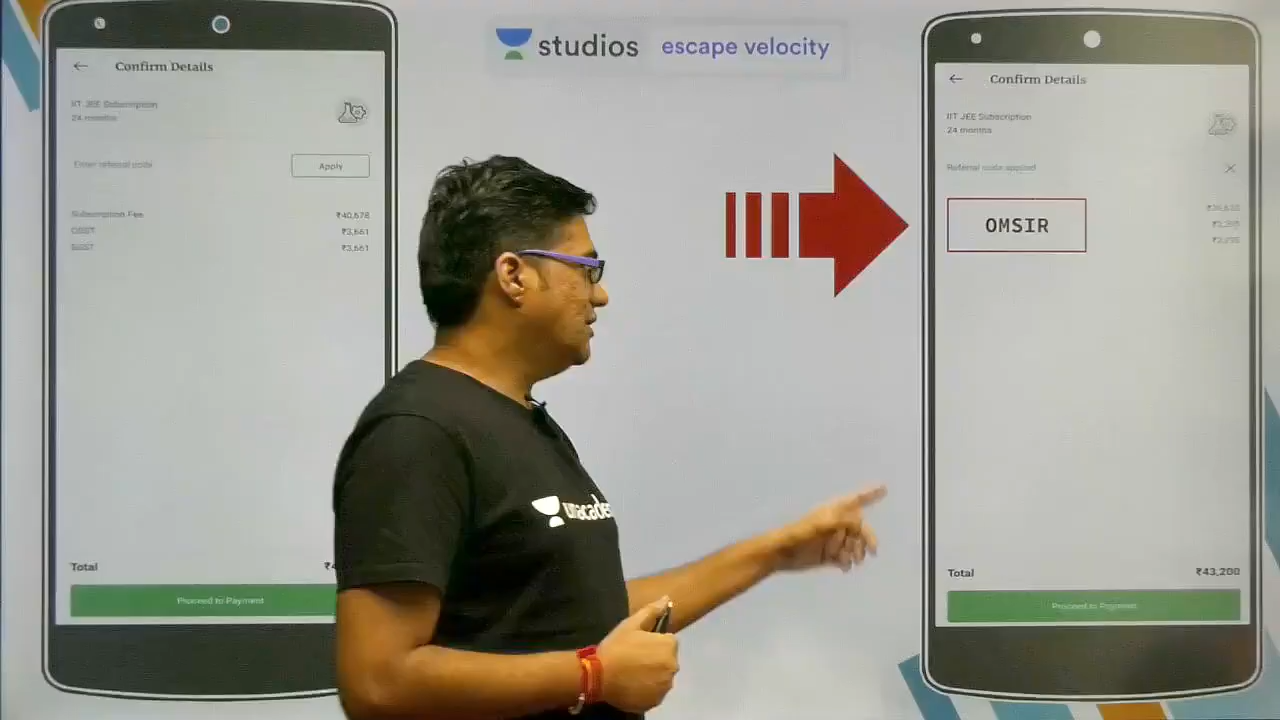 studios escape velocity
Confirm Details
IIT JEE Subscription
24 months
Enter referral code
Apply
Subscription Fee ₹40,678
CGST ₹3,661
SGST ₹3,661
Total
Proceed to Payment
unacade
Confirm Details
IIT JEE Subscription
24 months
Referral code applied
OMSIR
Total ₹43,200
Proceed to Payment